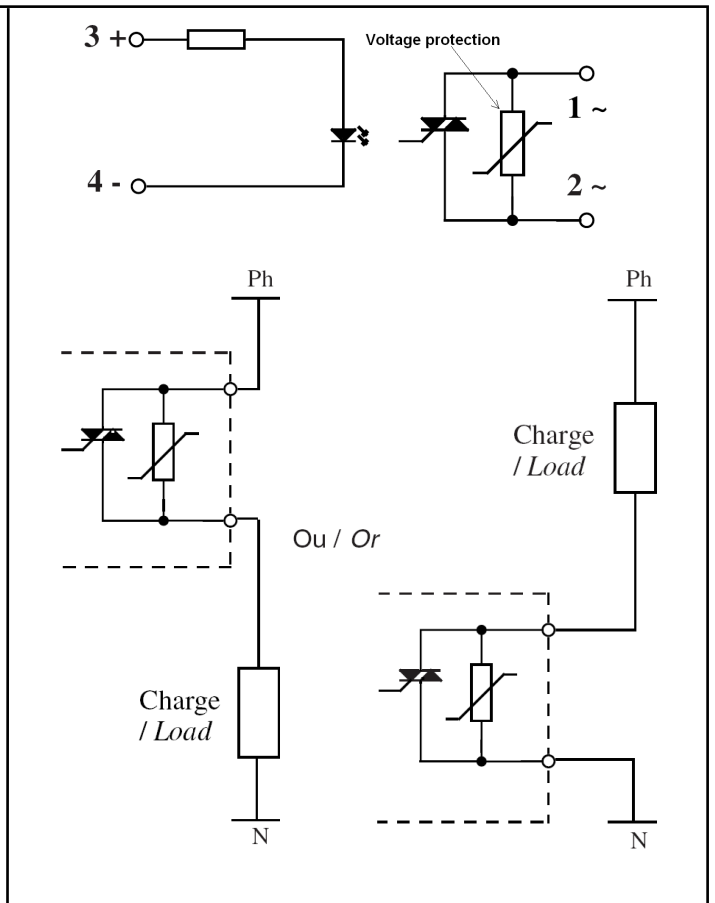 3 +
Voltage protection
1 ~
4 -
2 ~
Ph
Ph
Charge
/ Load
Ou / Or
Charge
/ Load
N
N